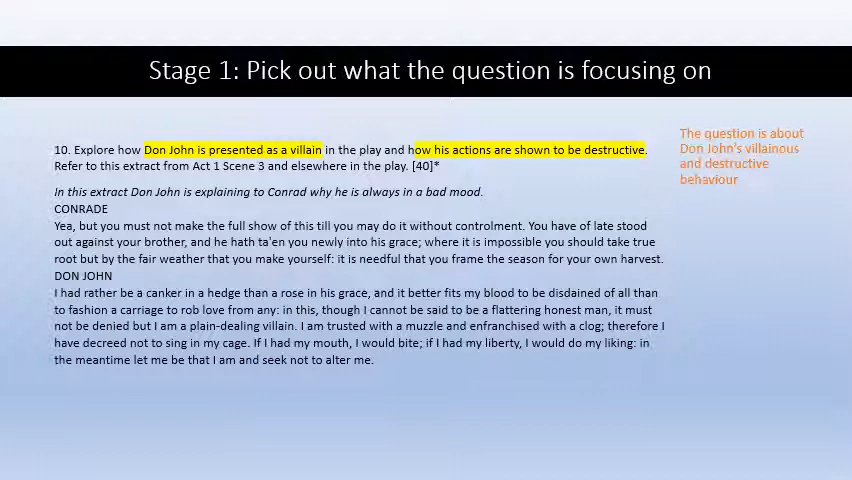 Stage 1: Pick out what the question is focusing on
10. Explore how Don John is presented as a villain in the play and how his actions are shown to be destructive.
Refer to this extract from Act 1 Scene 3 and elsewhere in the play. [40]*
In this extract Don John is explaining to Conrad why he is always in a bad mood.
CONRADE
Yea, but you must not make the full show of this till you may do it without controlment. You have of late stood
out against your brother, and he hath ta'en you newly into his grace; where it is impossible you should take true
root but by the fair weather that you make yourself: it is needful that you frame the season for your own harvest.
DON JOHN
I had rather be a canker in a hedge than a rose in his grace, and it better fits my blood to be disdained of all than
to fashion a carriage to rob love from any: in this, though I cannot be said to be a flattering honest man, it must
not be denied but I am a plain-dealing villain. I am trusted with a muzzle and enfranchised with a clog; therefore I
have decreed not to sing in my cage. If I had my mouth, I would bite; if I had my liberty, I would do my liking: in
the meantime let me be that I am and seek not to alter me.
The question is about
Don John's villainous
and destructive
behaviour